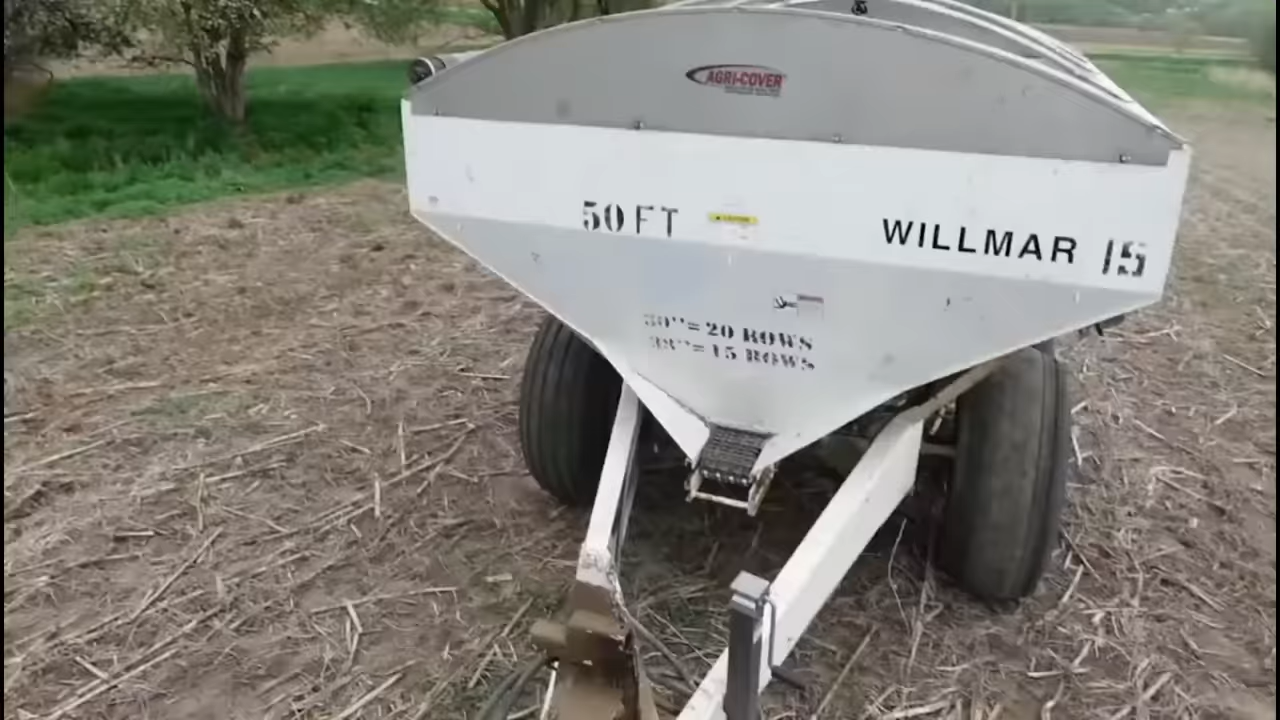 AGRI-COVER
50 FT
WILLMAR 15
30"=20 ROWS
38"=15 ROWS